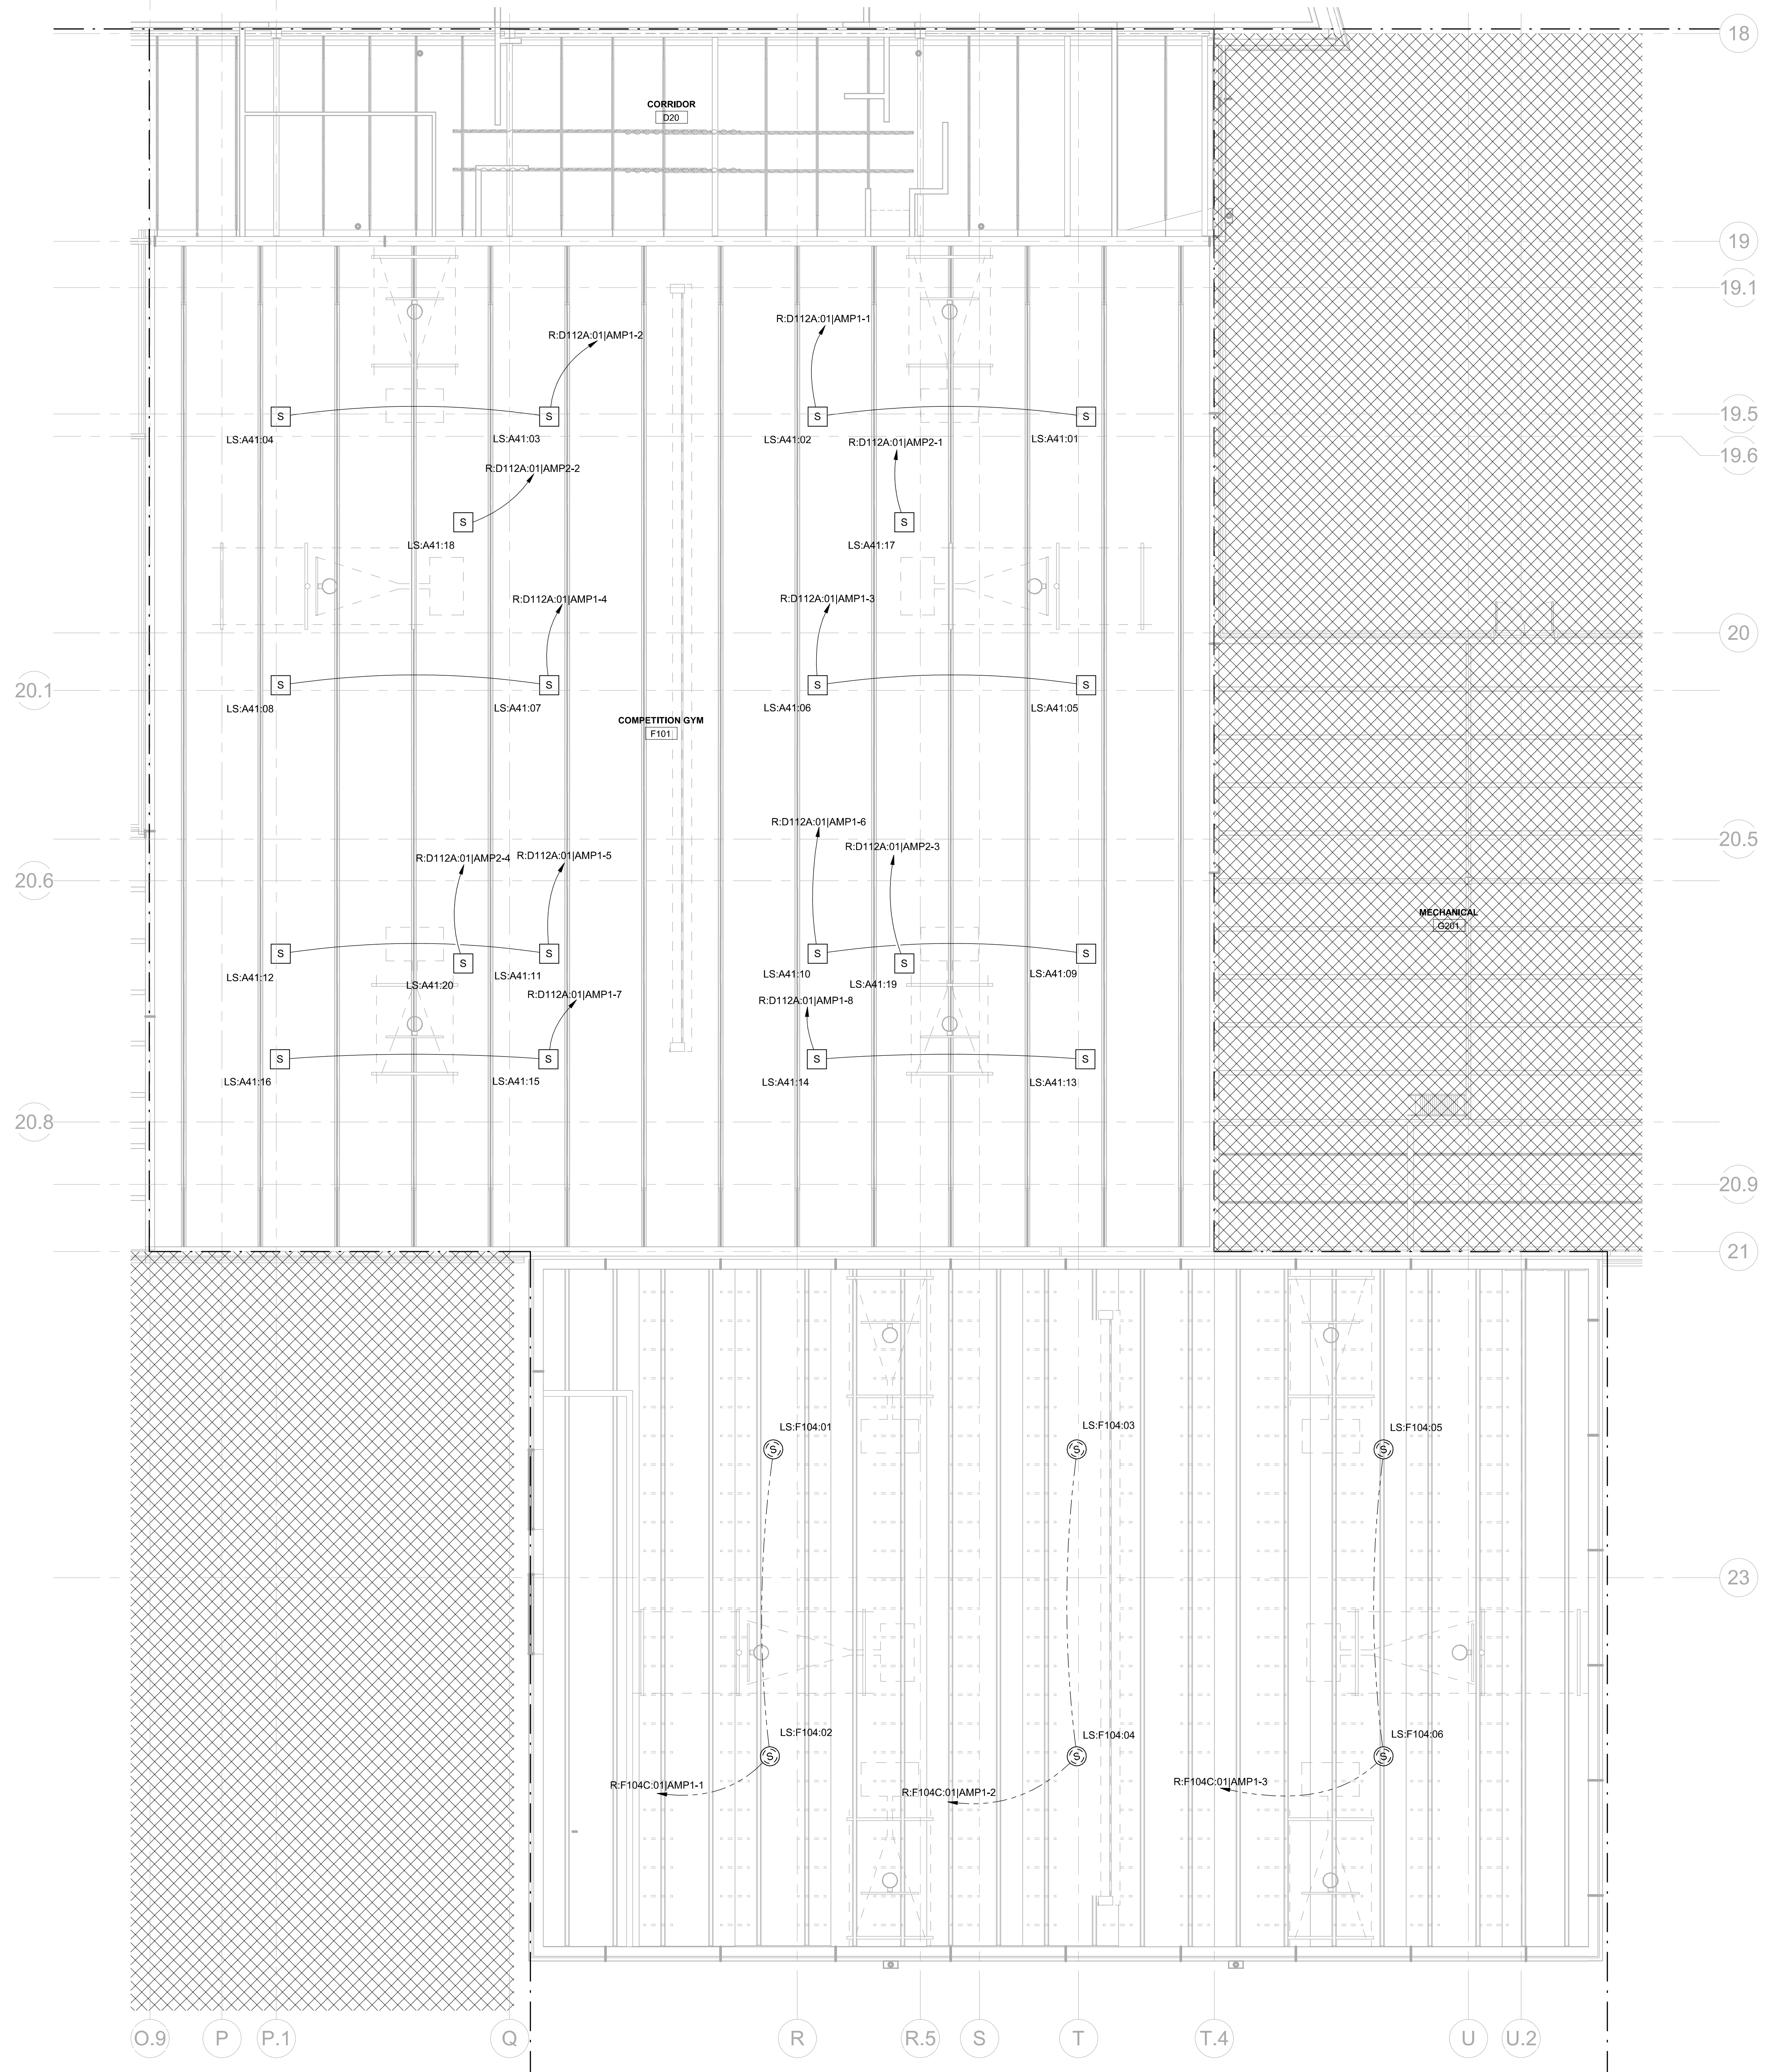 18
CORRIDOR
D20
19
19.1
R:D112A:01|AMP1-1
R:D112A:01|AMP1-2
S
S
S
S
19.5
LS:A41:04
LS:A41:03
LS:A41:02
LS:A41:01
R:D112A:01|AMP2-1
19.6
R:D112A:01|AMP2-2
S
S
LS:A41:18
LS:A41:17
R:D112A:01|AMP1-4
R:D112A:01|AMP1-3
20
20.1
S
S
S
S
LS:A41:08
LS:A41:07
LS:A41:06
LS:A41:05
COMPETITION GYM
F101
R:D112A:01|AMP1-6
20.5
R:D112A:01|AMP2-3
R:D112A:01|AMP2-4
R:D112A:01|AMP1-5
20.6
MECHANICAL
G201
S
S
S
S
S
S
LS:A41:12
LS:A41:20
LS:A41:11
LS:A41:10
LS:A41:19
LS:A41:09
R:D112A:01|AMP1-7
R:D112A:01|AMP1-8
S
S
S
S
LS:A41:16
LS:A41:15
LS:A41:14
LS:A41:13
20.8
20.9
21
LS:F104:01
LS:F104:03
LS:F104:05
S
S
S
23
LS:F104:02
LS:F104:04
LS:F104:06
S
S
S
R:F104C:01|AMP1-1
R:F104C:01|AMP1-2
R:F104C:01|AMP1-3
O.9
P
P.1
Q
R
R.5
S
T
T.4
U
U.2